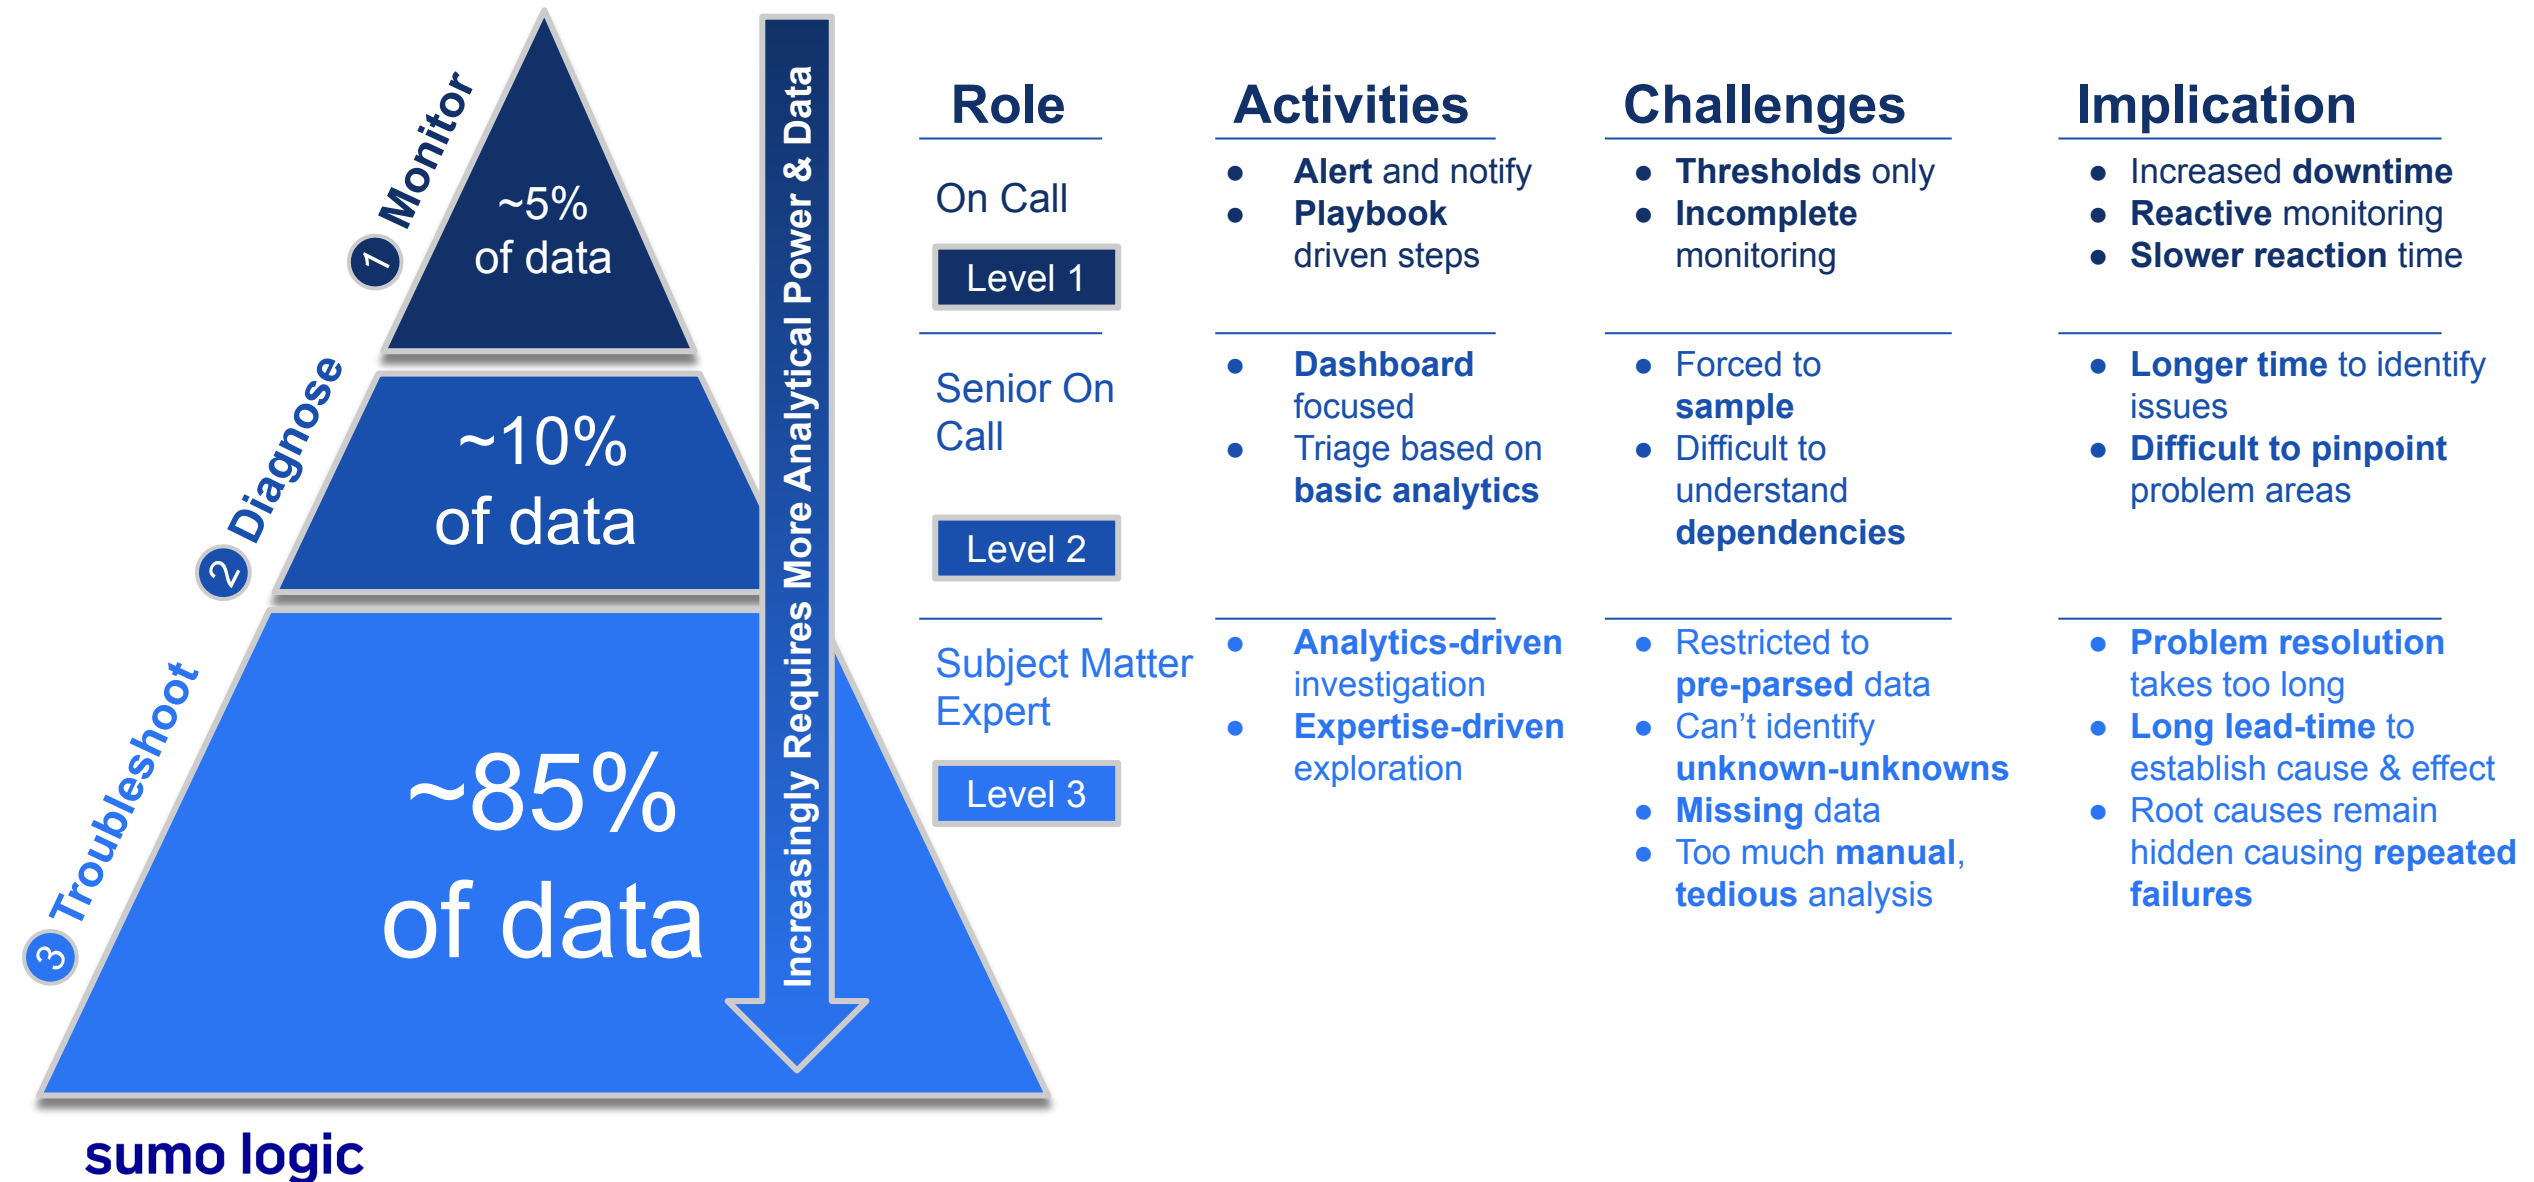 1 Monitor
~5%
of data
2 Diagnose
~10%
of data
3 Troubleshoot
~85%
of data
Increasingly Requires More Analytical Power & Data
Role
Activities
Challenges
Implication
On Call
Level 1
● Alert and notify
● Playbook
driven steps
● Thresholds only
● Incomplete
monitoring
● Increased downtime
● Reactive monitoring
● Slower reaction time
Senior On
Call
Level 2
● Dashboard
focused
● Triage based on
basic analytics
● Forced to
sample
● Difficult to
understand
dependencies
● Longer time to identify
issues
● Difficult to pinpoint
problem areas
Subject Matter
Expert
Level 3
● Analytics-driven
investigation
● Expertise-driven
exploration
● Restricted to
pre-parsed data
● Can’t identify
unknown-unknowns
● Missing data
● Too much manual,
tedious analysis
● Problem resolution
takes too long
● Long lead-time to
establish cause & effect
● Root causes remain
hidden causing repeated
failures
sumo logic